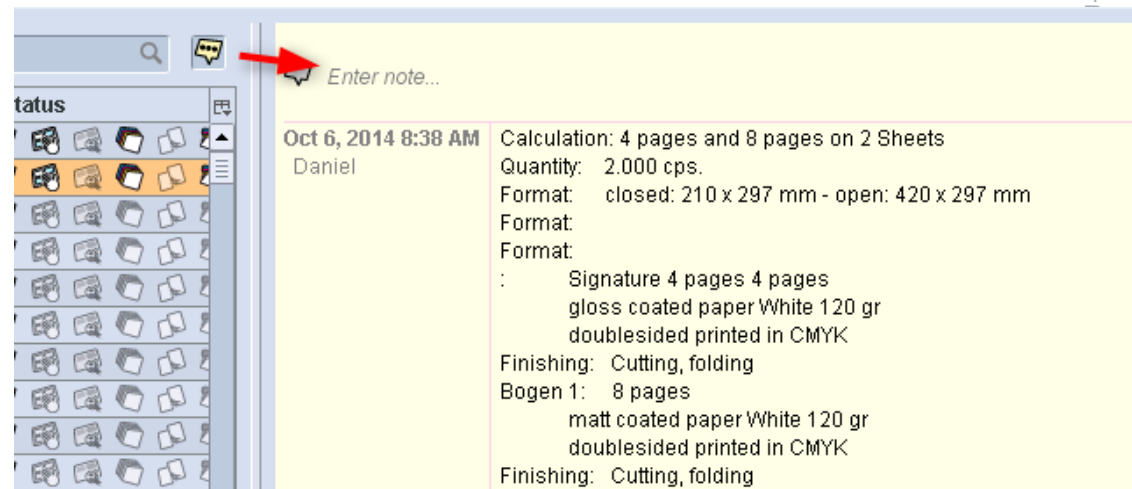 Enter note...
tatus
Oct 6, 2014 8:38 AM
Daniel
Calculation: 4 pages and 8 pages on 2 Sheets
Quantity: 2.000 cps.
Format: closed: 210 x 297 mm - open: 420 x 297 mm
Format:
Format:
: Signature 4 pages 4 pages
gloss coated paper White 120 gr
doublesided printed in CMYK
Finishing: Cutting, folding
Bogen 1: 8 pages
matt coated paper White 120 gr
doublesided printed in CMYK
Finishing: Cutting, folding